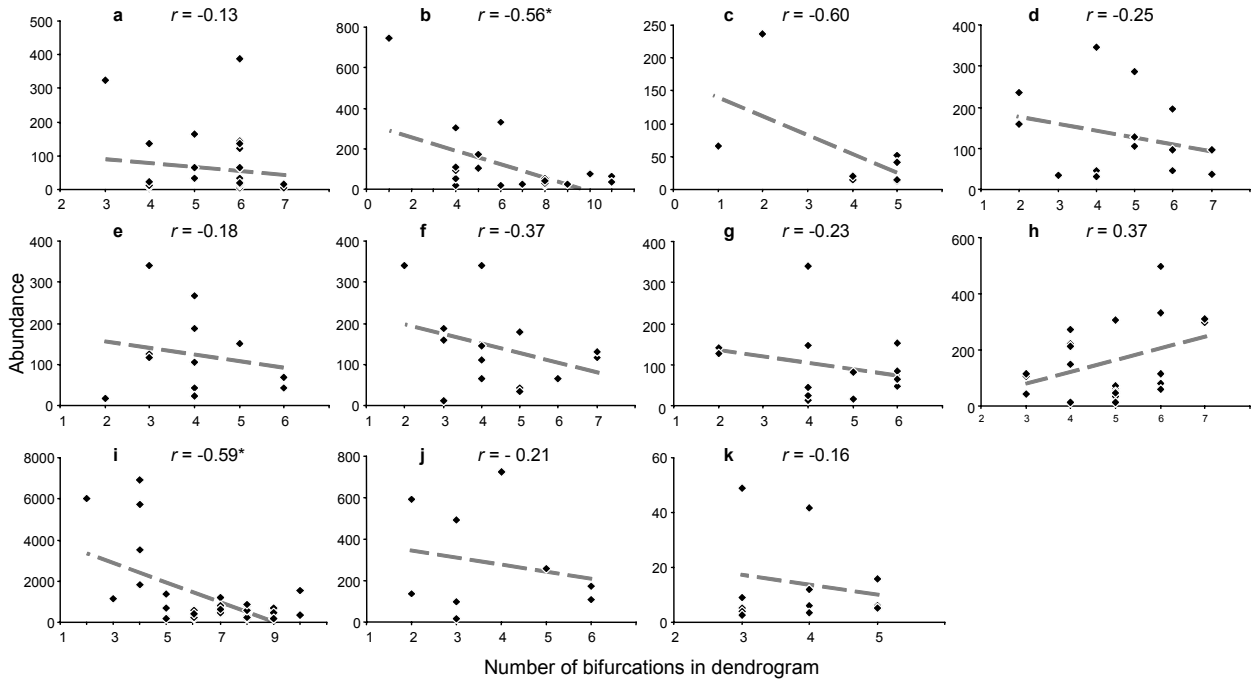 a r = -0.13
500
400
300
200
100
0
2 3 4 5 6 7
b r = -0.56*
800
600
400
200
0
0 2 4 6 8 10
c r = -0.60
250
200
150
100
50
0
0 1 2 3 4 5
d r = -0.25
400
300
200
100
0
1 2 3 4 5 6 7
e r = -0.18
400
300
200
100
0
1 2 3 4 5 6
f r = -0.37
400
300
200
100
0
1 2 3 4 5 6 7
g r = -0.23
400
300
200
100
0
1 2 3 4 5 6
h r = 0.37
600
400
200
0
2 3 4 5 6 7
i r = -0.59*
8000
6000
4000
2000
0
1 3 5 7 9
j r = - 0.21
800
600
400
200
0
1 2 3 4 5 6
k r = -0.16
60
40
20
0
2 3 4 5
Abundance
Number of bifurcations in dendrogram